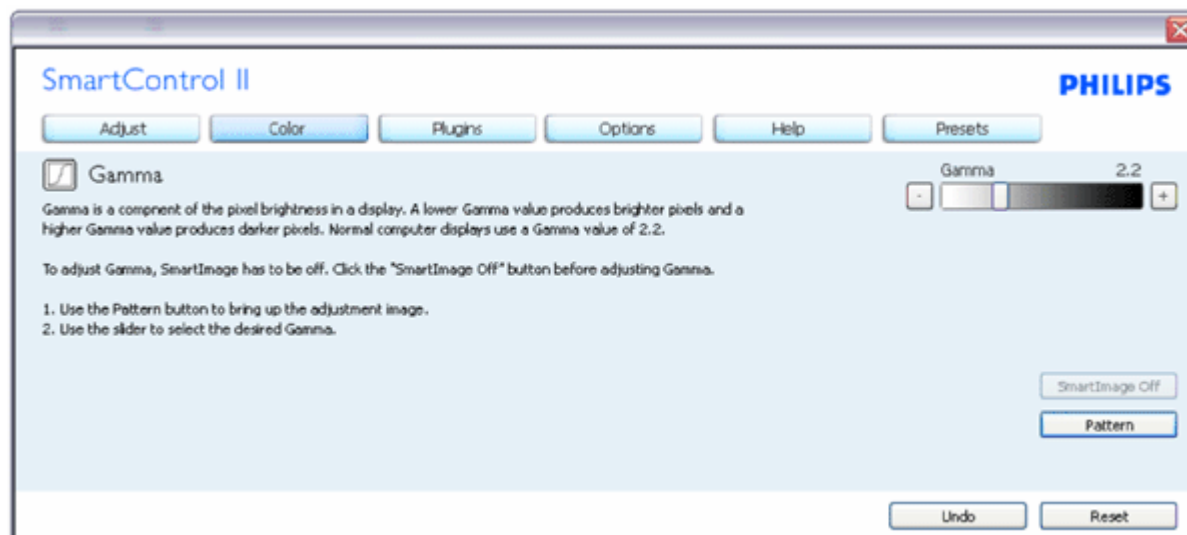 SmartControl II
PHILIPS
Adjust Color Plugins Options Help Presets
Gamma
Gamma 2.2
- +
Gamma is a compnent of the pixel brightness in a display. A lower Gamma value produces brighter pixels and a
higher Gamma value produces darker pixels. Normal computer displays use a Gamma value of 2.2.
To adjust Gamma, SmartImage has to be off. Click the "SmartImage Off" button before adjusting Gamma.
1. Use the Pattern button to bring up the adjustment image.
2. Use the slider to select the desired Gamma.
SmartImage Off
Pattern
Undo Reset